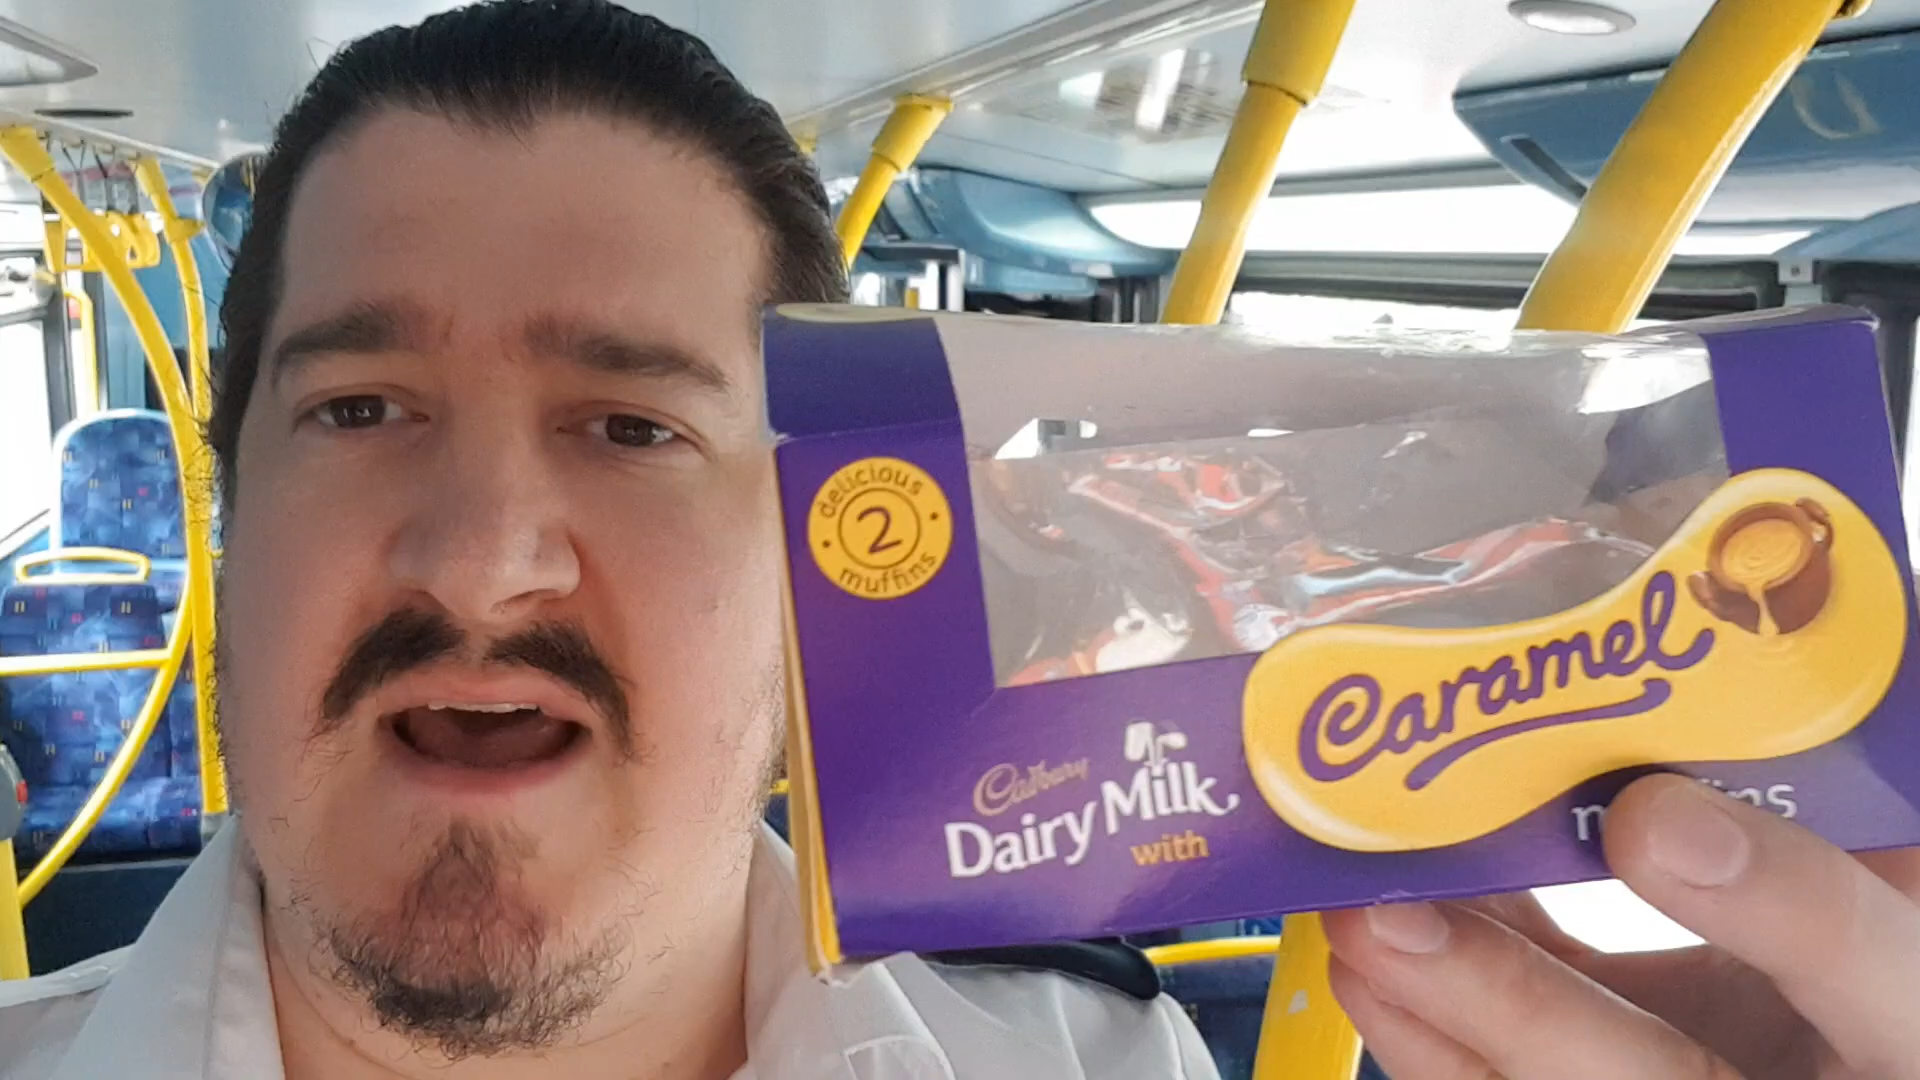 delicious
2
muffins
Caramel
Cadbury
Dairy Milk
with